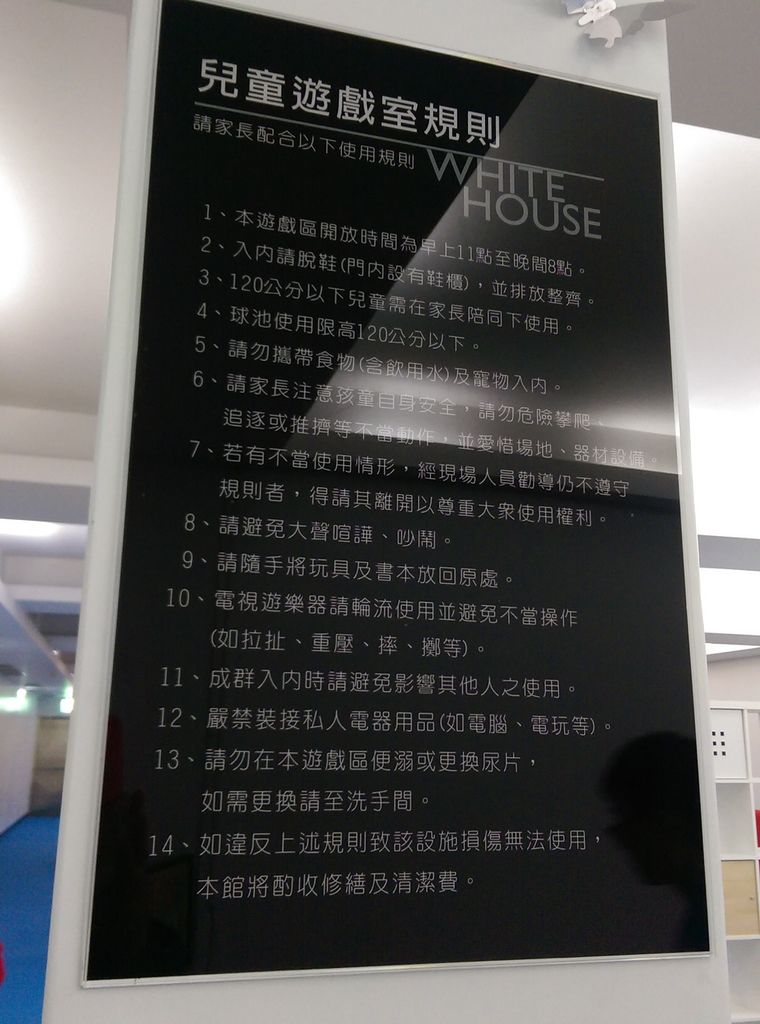 兒童遊戲室規則
請家長配合以下使用規則
WHITE
HOUSE
1、本遊戲區開放時間為早上11點至晚間8點。
2、入內請脫鞋(門內設有鞋櫃)，並排放整齊。
3、120公分以下兒童需在家長陪同下使用。
4、球池使用限高120公分以下。
5、請勿攜帶食物(含飲用水)及寵物入內。
6、請家長注意孩童自身安全，請勿危險攀爬、
追逐或推擠等不當動作，並愛惜場地、器材設備。
7、若有不當使用情形，經現場人員勸導仍不遵守
規則者，得請其離開以尊重大眾使用權利。
8、請避免大聲喧譁、吵鬧。
9、請隨手將玩具及書本放回原處。
10、電視遊樂器請輪流使用並避免不當操作
(如拉扯、重壓、摔、擲等)。
11、成群入內時請避免影響其他人之使用。
12、嚴禁裝接私人電器用品(如電腦、電玩等)。
13、請勿在本遊戲區便溺或更換尿片，
如需更換請至洗手間。
14、如違反上述規則致該設施損傷無法使用，
本館將酌收修繕及清潔費。